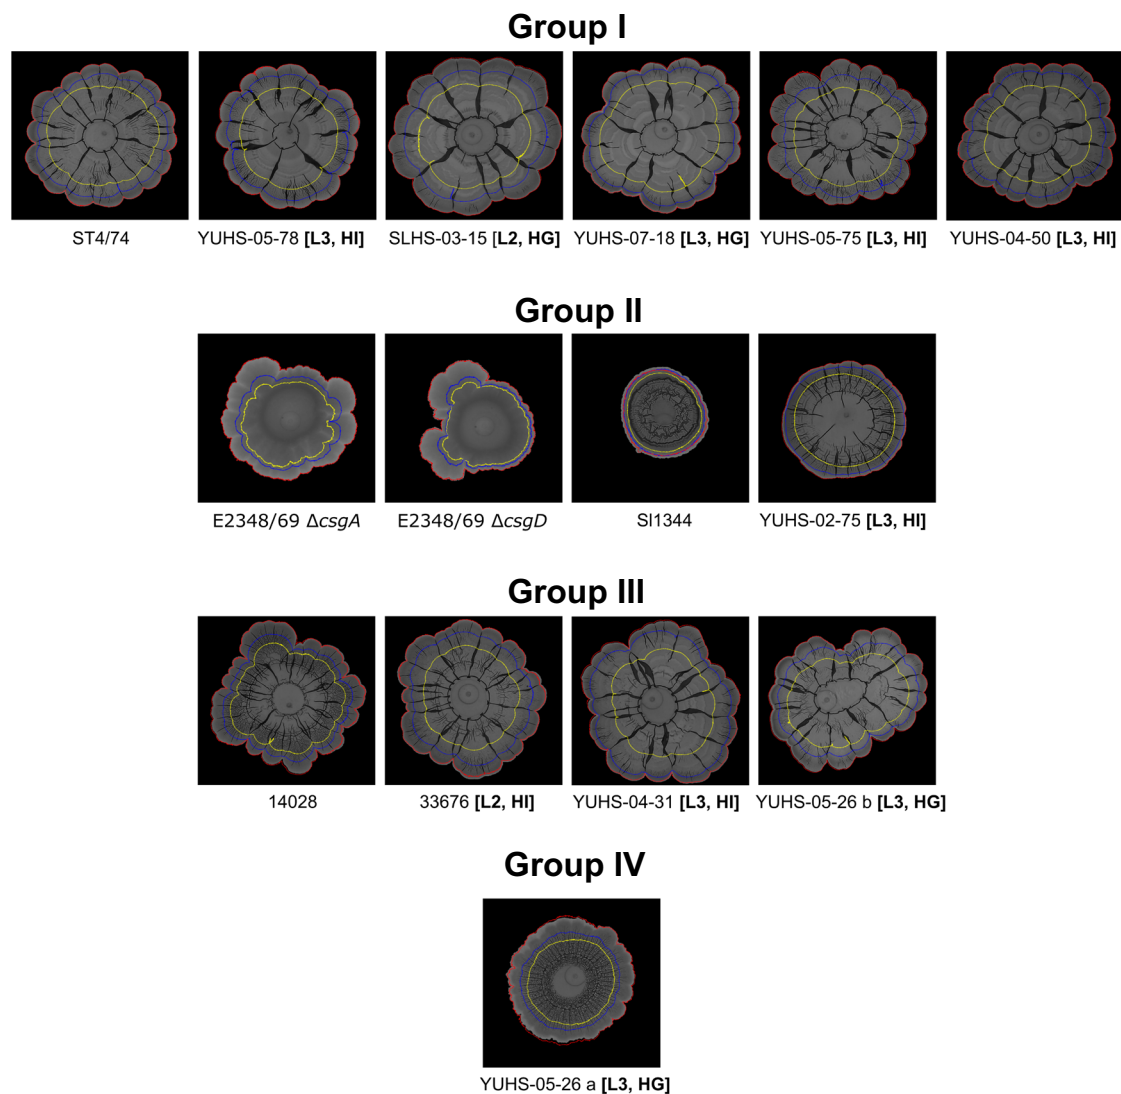 Group I
ST4/74
YUHS-05-78 [L3, HI]
SLHS-03-15 [L2, HG]
YUHS-07-18 [L3, HG]
YUHS-05-75 [L3, HI]
YUHS-04-50 [L3, HI]
Group II
E2348/69 ΔcsgA
E2348/69 ΔcsgD
SI1344
YUHS-02-75 [L3, HI]
Group III
14028
33676 [L2, HI]
YUHS-04-31 [L3, HI]
YUHS-05-26 b [L3, HG]
Group IV
YUHS-05-26 a [L3, HG]